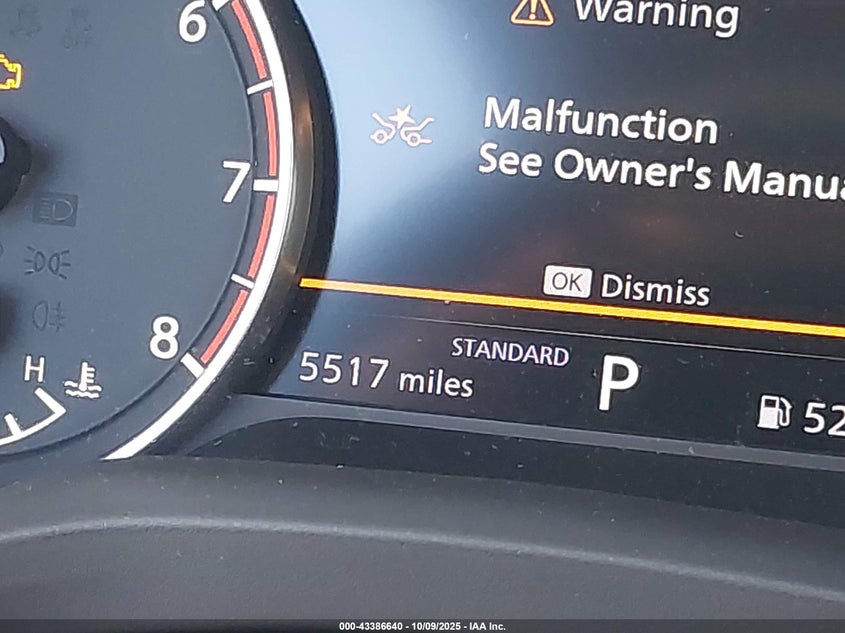 6
Warning
Malfunction
See Owner's Manua
7
OK Dismiss
8
STANDARD
5517 miles P
52
H
000-43386640 - 10/09/2025 - IAA Inc.